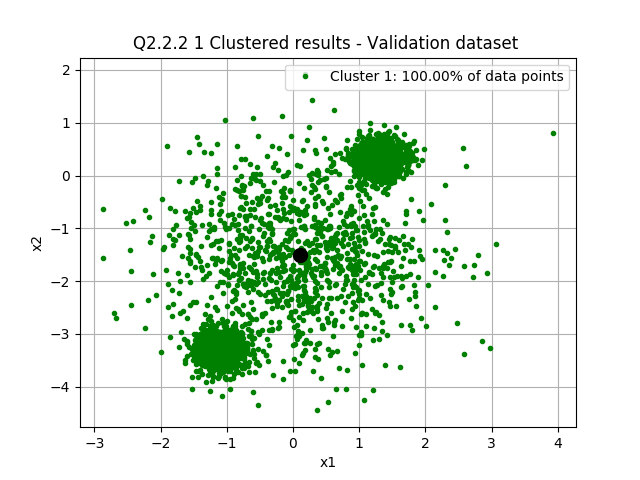 Q2.2.2 1 Clustered results - Validation dataset
Cluster 1: 100.00% of data points
2
1
0
−1
−2
−3
−4
x2
−3 −2 −1 0 1 2 3 4
x1